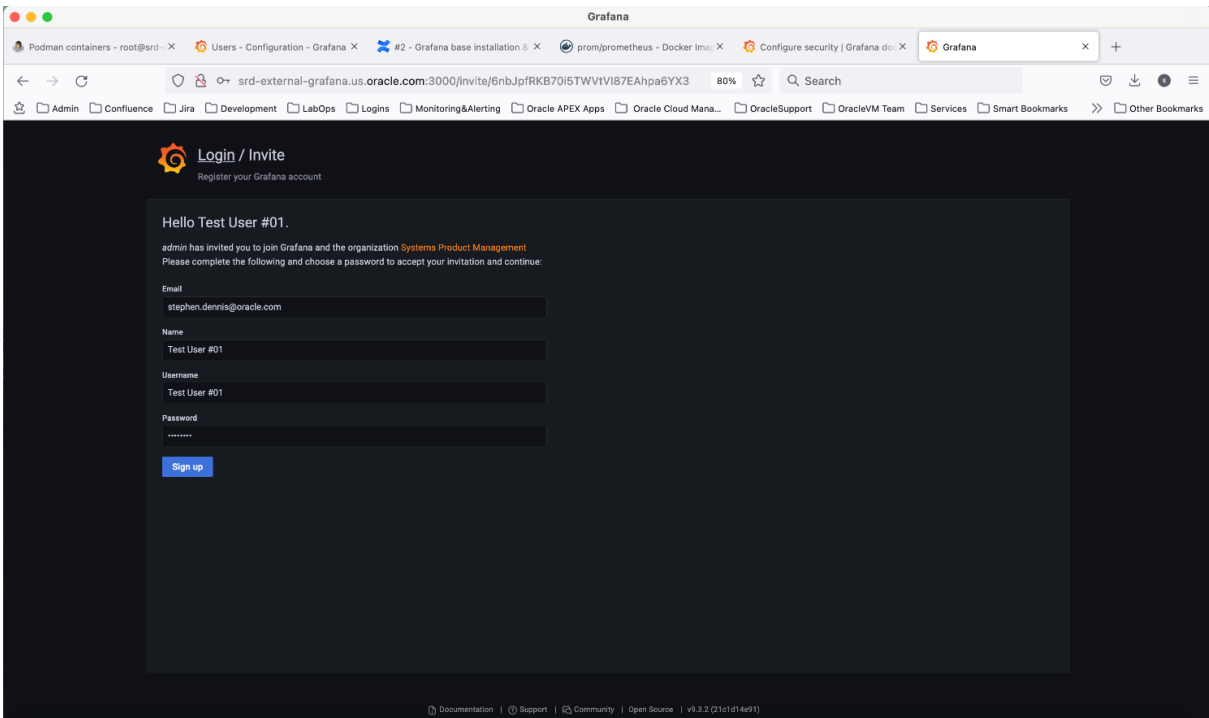 Grafana
Podman containers - root@srd-
Users - Configuration - Grafana
#2 - Grafana base installation &
prom/prometheus - Docker Imag
Configure security | Grafana doc
Grafana
srd-external-grafana.us.oracle.com:3000/invite/6nbJpfRKB70i5TWVtVI87EAhpa6YX3
80%
Search
Admin
Confluence
Jira
Development
LabOps
Logins
Monitoring&Alerting
Oracle APEX Apps
Oracle Cloud Mana...
OracleSupport
OracleVM Team
Services
Smart Bookmarks
Other Bookmarks
Login / Invite
Register your Grafana account
Hello Test User #01.
admin has invited you to join Grafana and the organization Systems Product Management
Please complete the following and choose a password to accept your invitation and continue:
Email
stephen.dennis@oracle.com
Name
Test User #01
Username
Test User #01
Password
••••••••
Sign up
Documentation | Support | Community | Open Source | v9.3.2 (21c1d14e91)